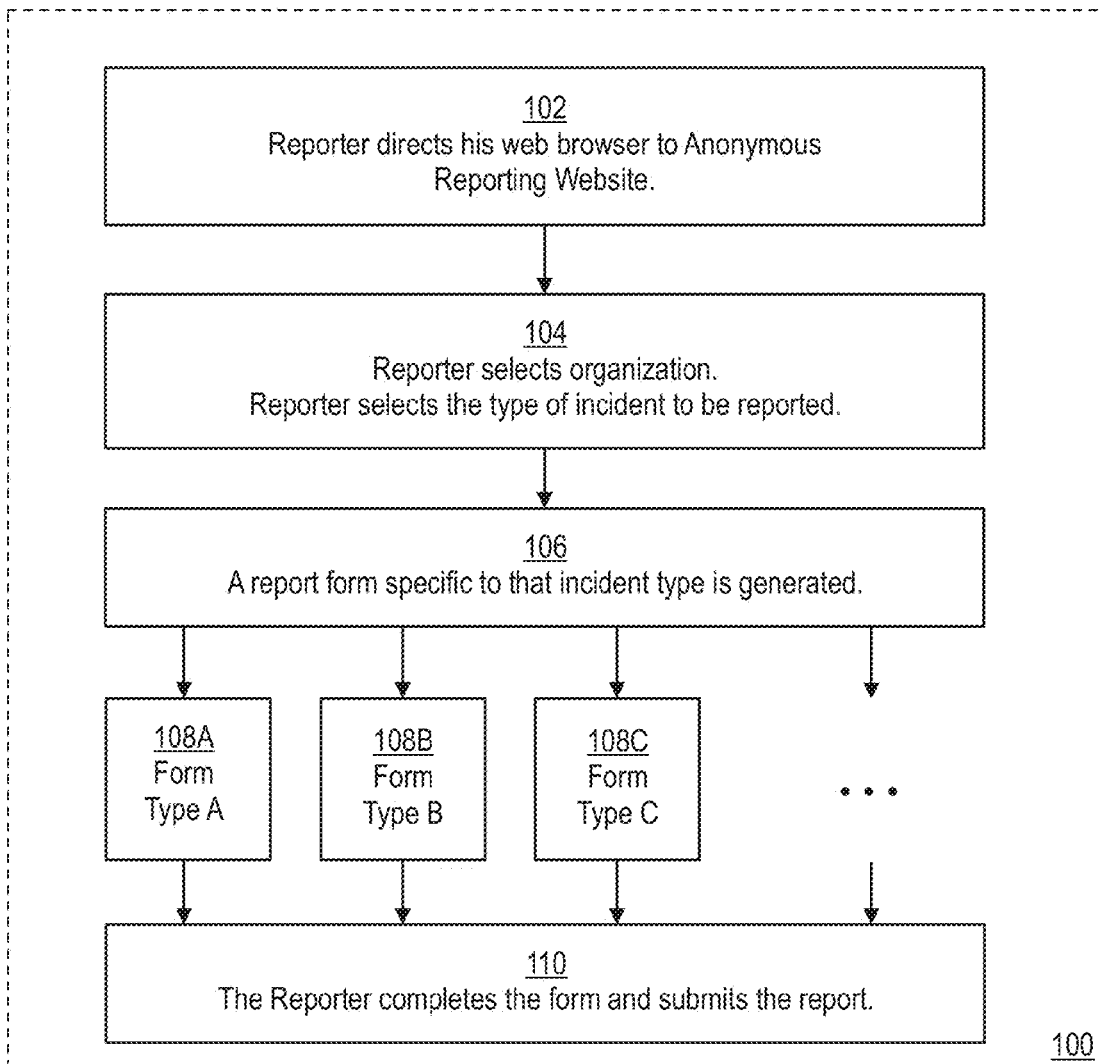 102
Reporter directs his web browser to Anonymous
Reporting Website.
104
Reporter selects organization.
Reporter selects the type of incident to be reported.
106
A report form specific to that incident type is generated.
108A
Form
Type A
108B
Form
Type B
108C
Form
Type C
• • •
110
The Reporter completes the form and submits the report.
100